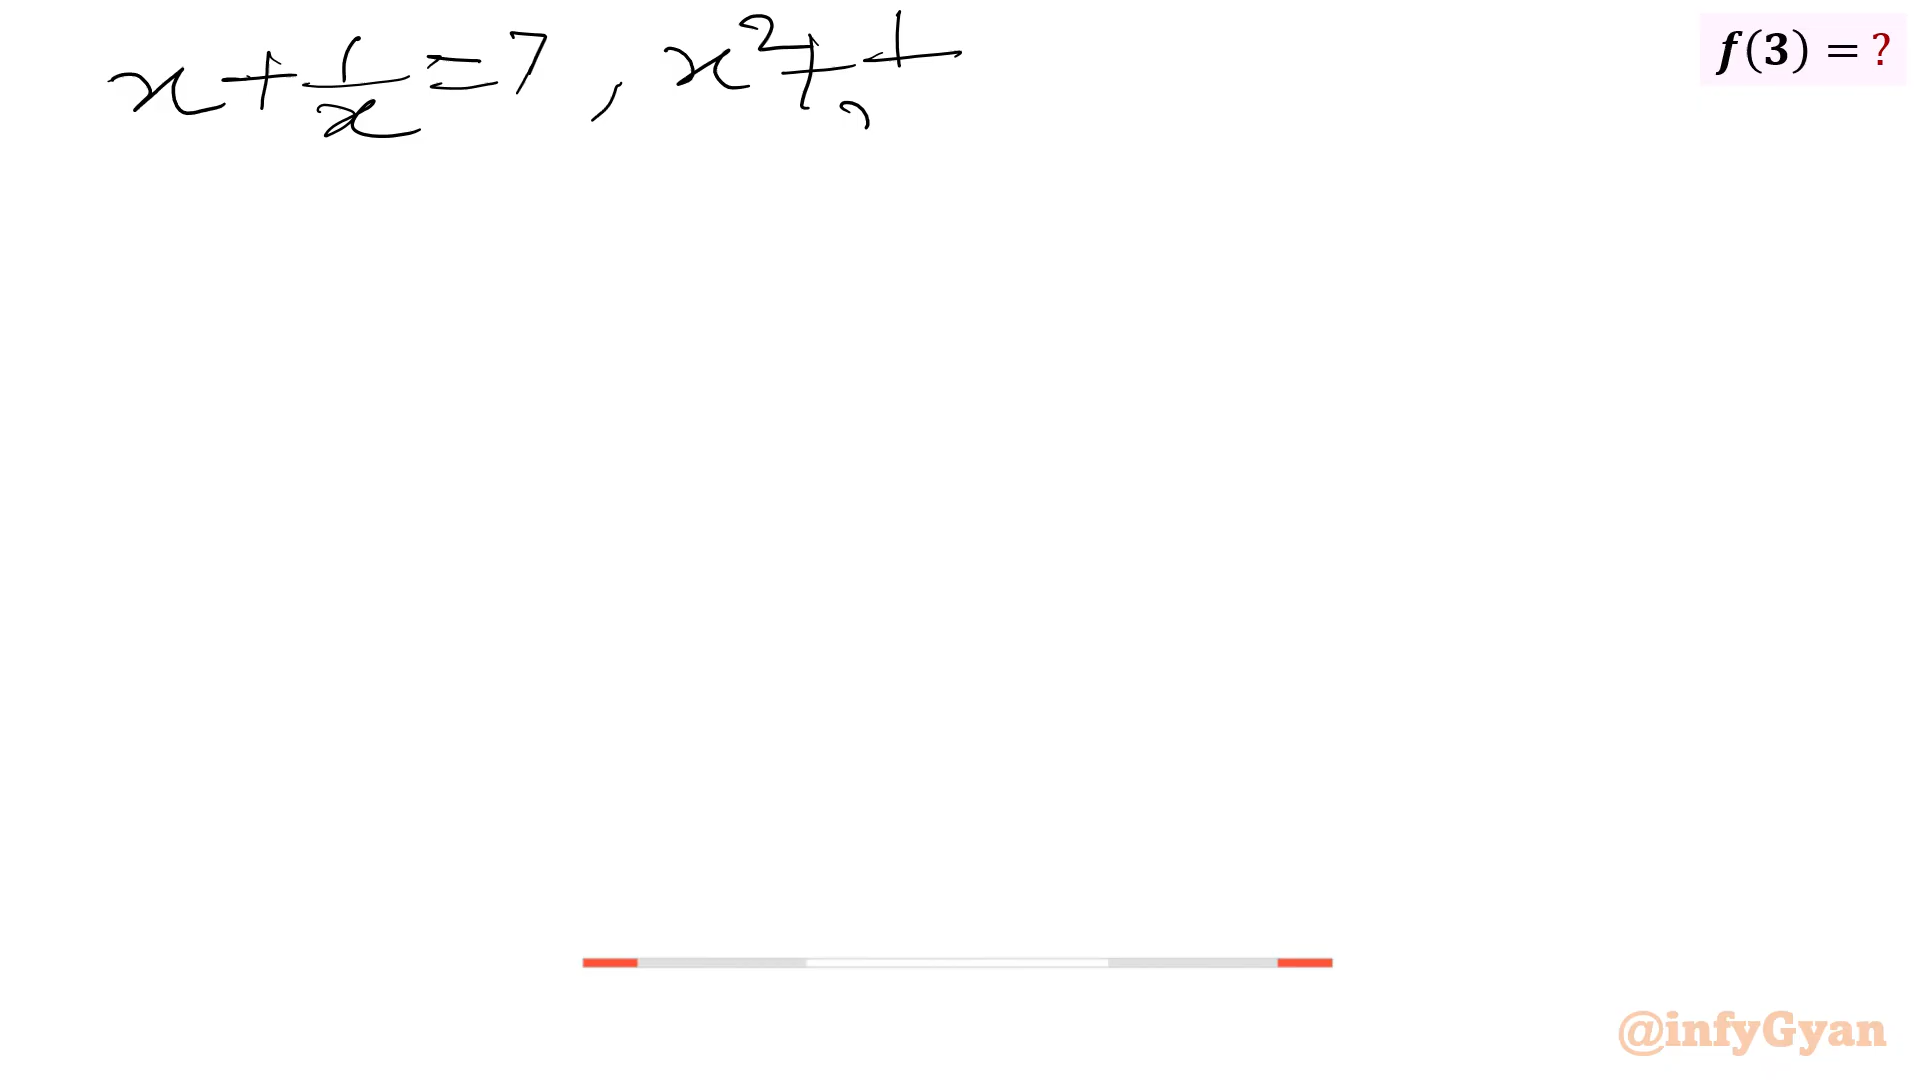 x + 1/x = 7 , x² + 1
f(3) = ?
@infyGyan